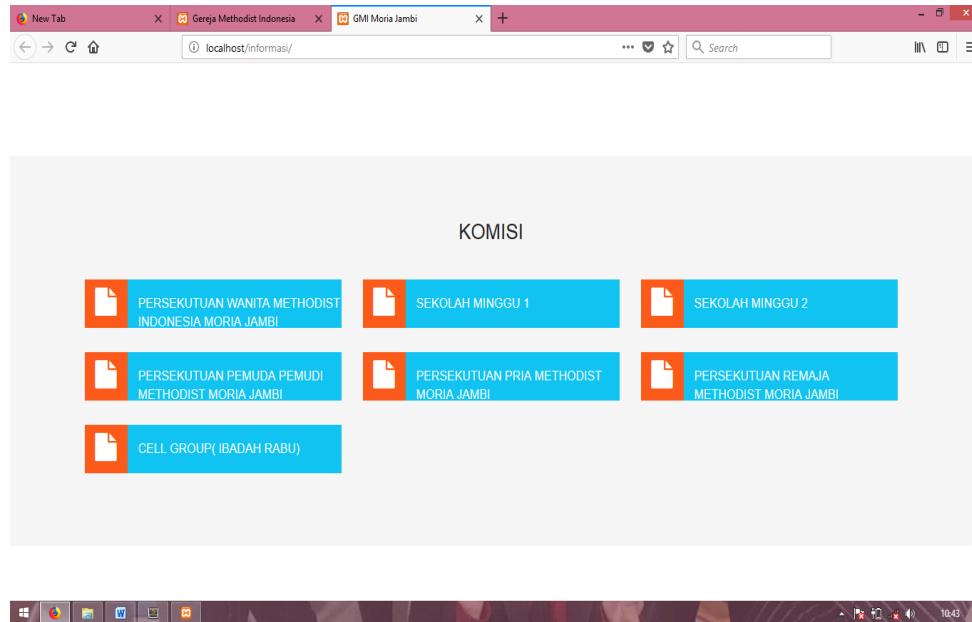 New Tab
Gereja Methodist Indonesia
GMI Moria Jambi
localhost/informasi/
Search
KOMISI
PERSEKUTUAN WANITA METHODIST
INDONESIA MORIA JAMBI
SEKOLAH MINGGU 1
SEKOLAH MINGGU 2
PERSEKUTUAN PEMUDA PEMUDI
METHODIST MORIA JAMBI
PERSEKUTUAN PRIA METHODIST
MORIA JAMBI
PERSEKUTUAN REMAJA
METHODIST MORIA JAMBI
CELL GROUP( IBADAH RABU)
10:43